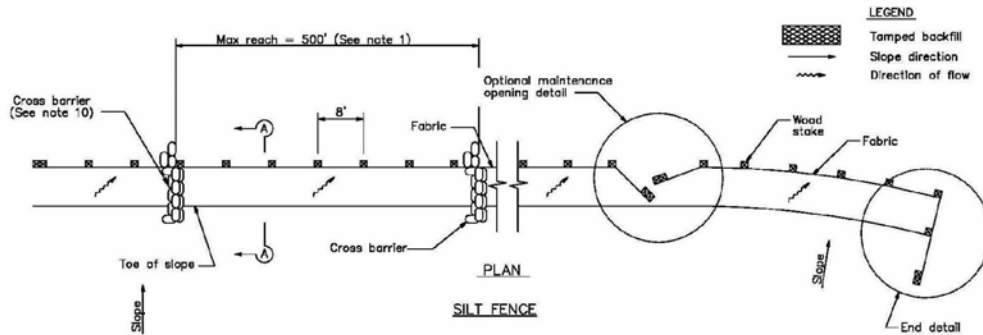 LEGEND
Tamped backfill
Slope direction
Direction of flow
Max reach = 500' (See note 1)
Optional maintenance
opening detail
Cross barrier
(See note 10)
A
8'
Fabric
Wood
stake
Fabric
Cross barrier
A
Toe of slope
PLAN
Slope
SILT FENCE
Slope
End detail